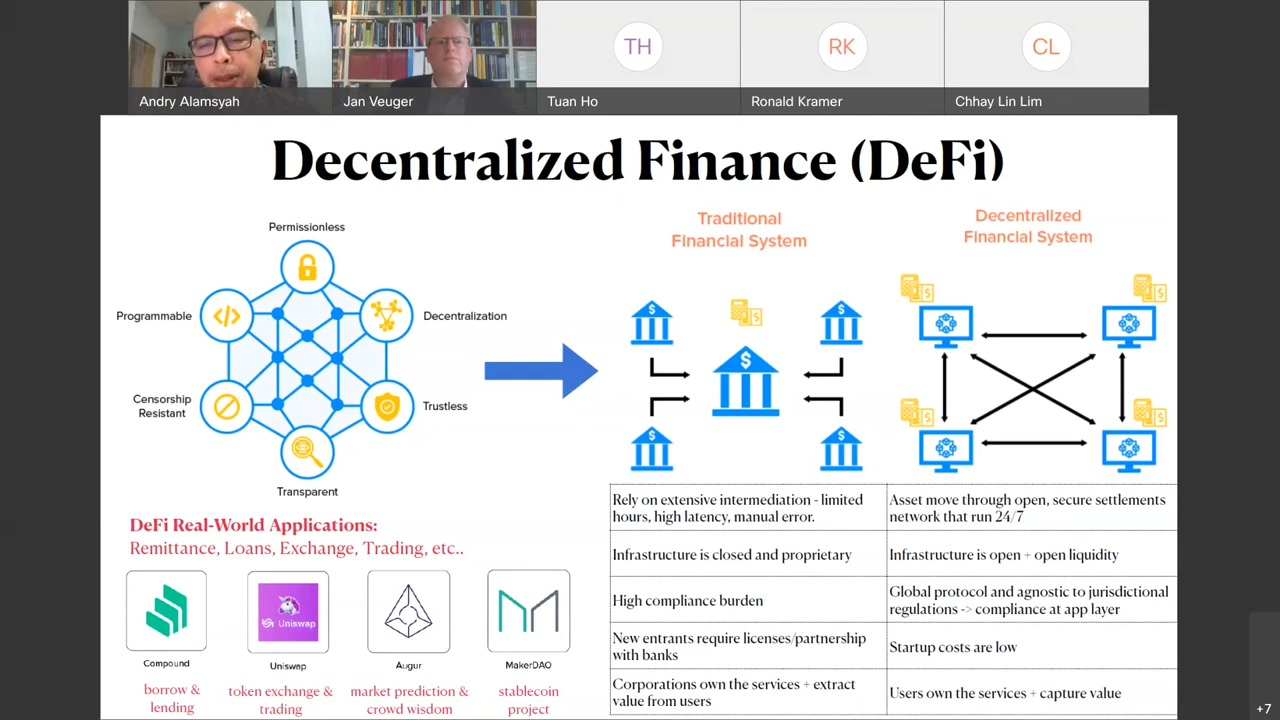 Andry Alamsyah
Jan Veuger
TH
Tuan Ho
RK
Ronald Kramer
CL
Chhay Lin Lim
Decentralized Finance (DeFi)
Permissionless
Programmable
Decentralization
Censorship
Resistant
Trustless
Transparent
Traditional
Financial System
Decentralized
Financial System
DeFi Real-World Applications:
Remittance, Loans, Exchange, Trading, etc..
Uniswap
Compound
Uniswap
Augur
MakerDAO
borrow &
lending
token exchange &
trading
market prediction &
crowd wisdom
stablecoin
project
Rely on extensive intermediation - limited
hours, high latency, manual error.
Asset move through open, secure settlements
network that run 24/7
Infrastructure is closed and proprietary
Infrastructure is open + open liquidity
High compliance burden
Global protocol and agnostic to jurisdictional
regulations -> compliance at app layer
New entrants require licenses/partnership
with banks
Startup costs are low
Corporations own the services + extract
value from users
Users own the services + capture value
+7